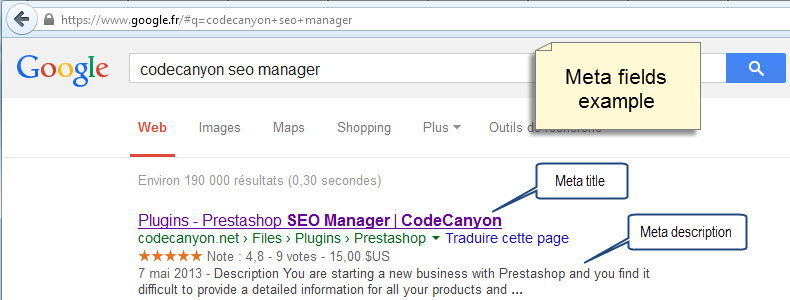 https://www.google.fr/#q=codecanyon+seo+manager
Google
codecanyon seo manager
Meta fields
example
Web Images Maps Shopping Plus Outils de recherche
Environ 190 000 résultats (0,30 secondes)
Meta title
Plugins - Prestashop SEO Manager | CodeCanyon
codecanyon.net › Files › Plugins › Prestashop Traduire cette page
Meta description
Note : 4,8 - 9 votes - 15,00 $US
7 mai 2013 - Description You are starting a new business with Prestashop and you find it
difficult to provide a detailed information for all your products and ...